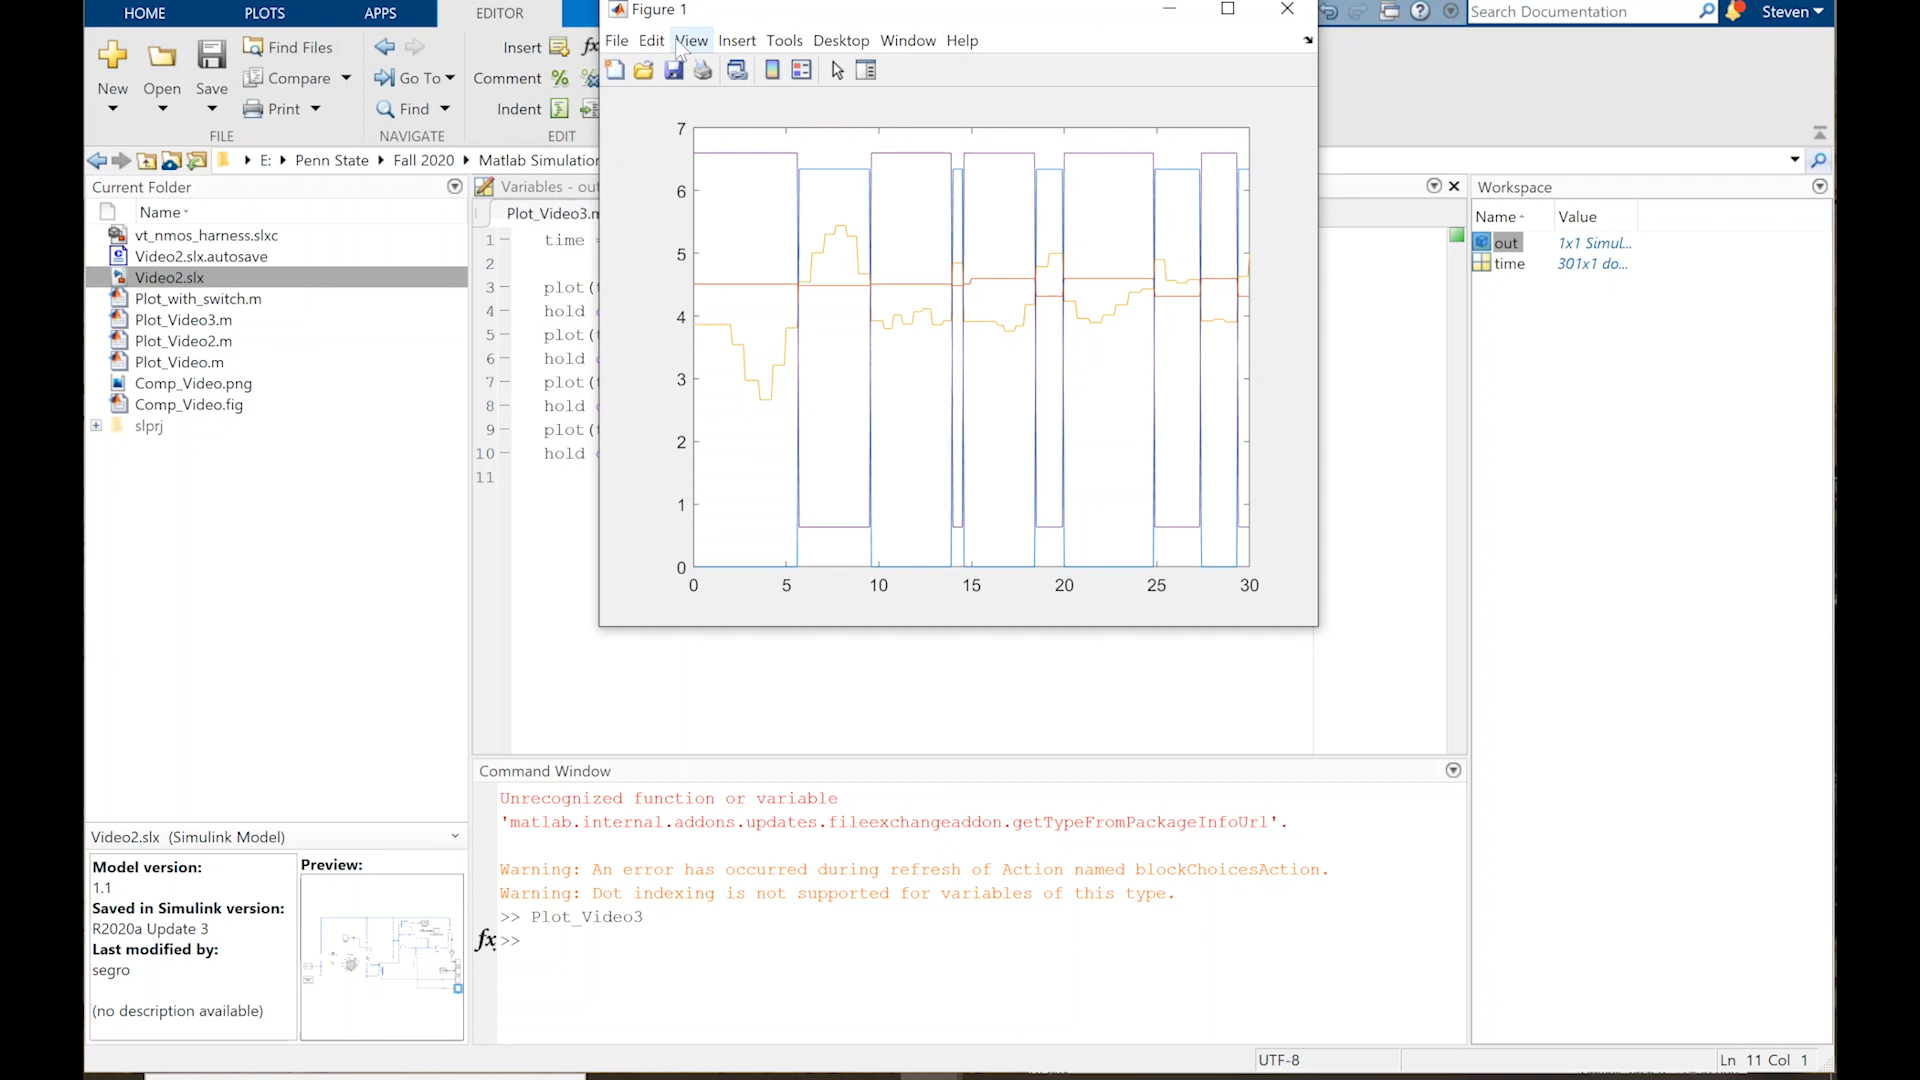 HOME PLOTS APPS EDITOR
Figure 1
Search Documentation Steven
File Edit View Insert Tools Desktop Window Help
New Open Save
Find Files
Compare
Print
Go To
Find
Insert fx
Comment %
Indent
FILE NAVIGATE EDIT
E: Penn State Fall 2020 Matlab Simulation
Current Folder
Variables - out
Workspace
Name
vt_nmos_harness.slxc
Video2.slx.autosave
Video2.slx
Plot_with_switch.m
Plot_Video3.m
Plot_Video2.m
Plot_Video.m
Comp_Video.png
Comp_Video.fig
slprj
Plot_Video3.m
1 time =
2
3 plot(
4 hold
5 plot(
6 hold
7 plot(
8 hold
9 plot(
10 hold
11
7
6
5
4
3
2
1
0
0 5 10 15 20 25 30
Name Value
out 1x1 Simul...
time 301x1 do...
Command Window
Unrecognized function or variable
'matlab.internal.addons.updates.fileexchangeaddon.getTypeFromPackageInfoUrl'.
Warning: An error has occurred during refresh of Action named blockChoicesAction.
Warning: Dot indexing is not supported for variables of this type.
>> Plot_Video3
fx >>
Video2.slx (Simulink Model)
Model version:
1.1
Saved in Simulink version:
R2020a Update 3
Last modified by:
segro
(no description available)
Preview:
UTF-8
Ln 11 Col 1